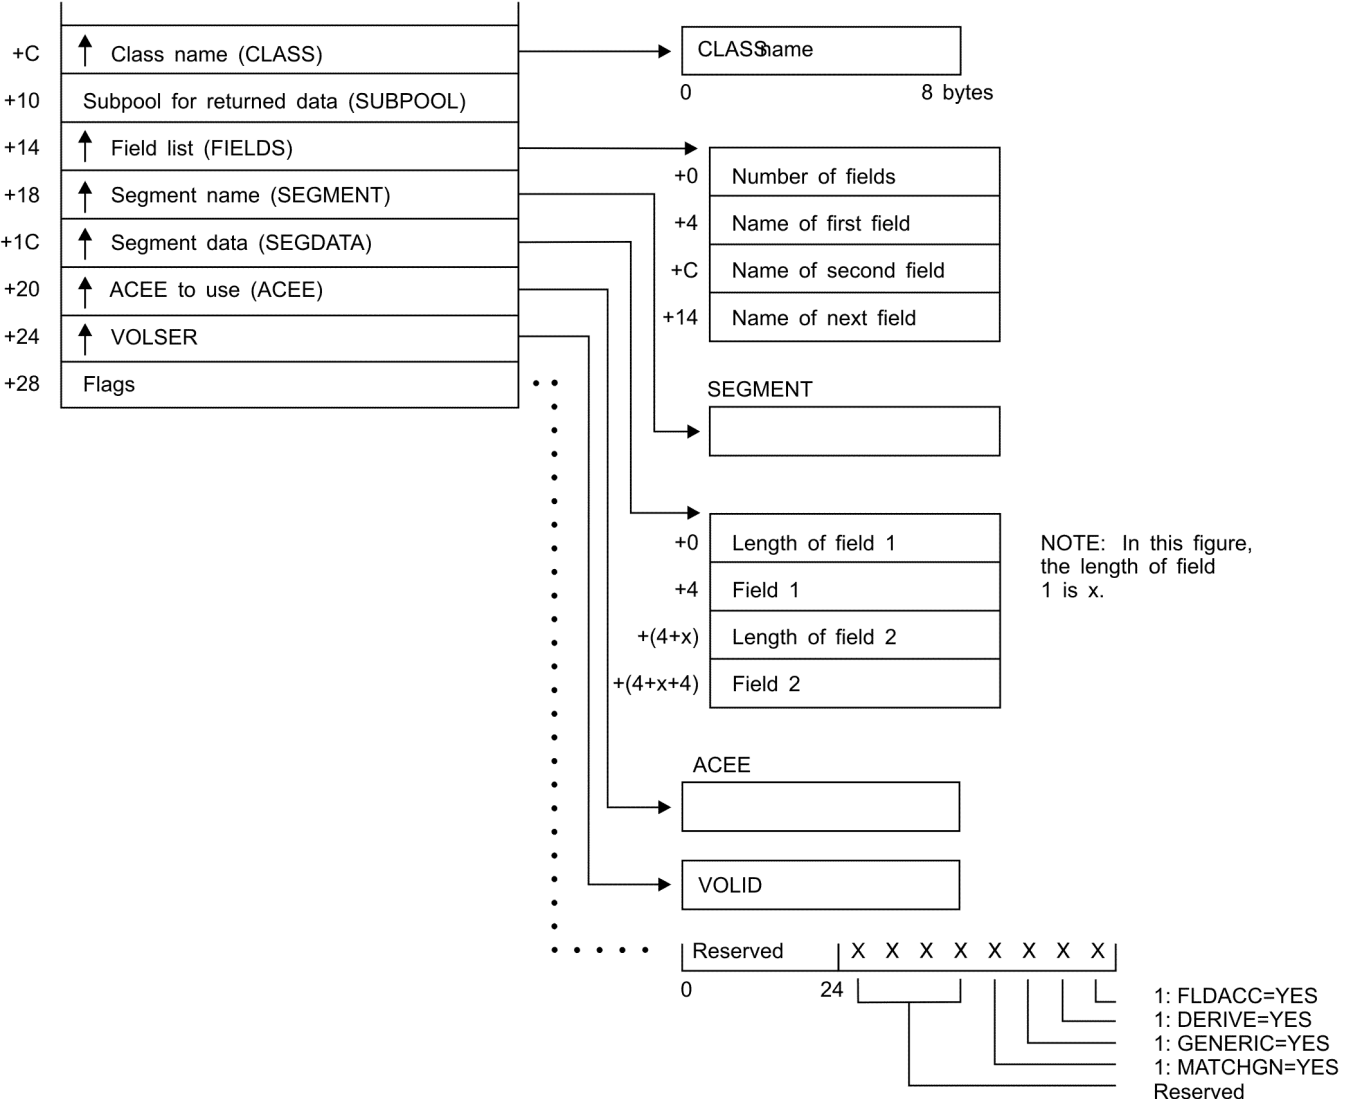 +C ↑ Class name (CLASS)
+10 Subpool for returned data (SUBPOOL)
+14 ↑ Field list (FIELDS)
+18 ↑ Segment name (SEGMENT)
+1C ↑ Segment data (SEGDATA)
+20 ↑ ACEE to use (ACEE)
+24 ↑ VOLSER
+28 Flags
CLASSname
0 8 bytes
+0 Number of fields
+4 Name of first field
+C Name of second field
+14 Name of next field
SEGMENT
+0 Length of field 1
+4 Field 1
+(4+x) Length of field 2
+(4+x+4) Field 2
NOTE: In this figure,
the length of field
1 is x.
ACEE
VOLID
Reserved X X X X X X X X
0 24
1: FLDACC=YES
1: DERIVE=YES
1: GENERIC=YES
1: MATCHGN=YES
Reserved